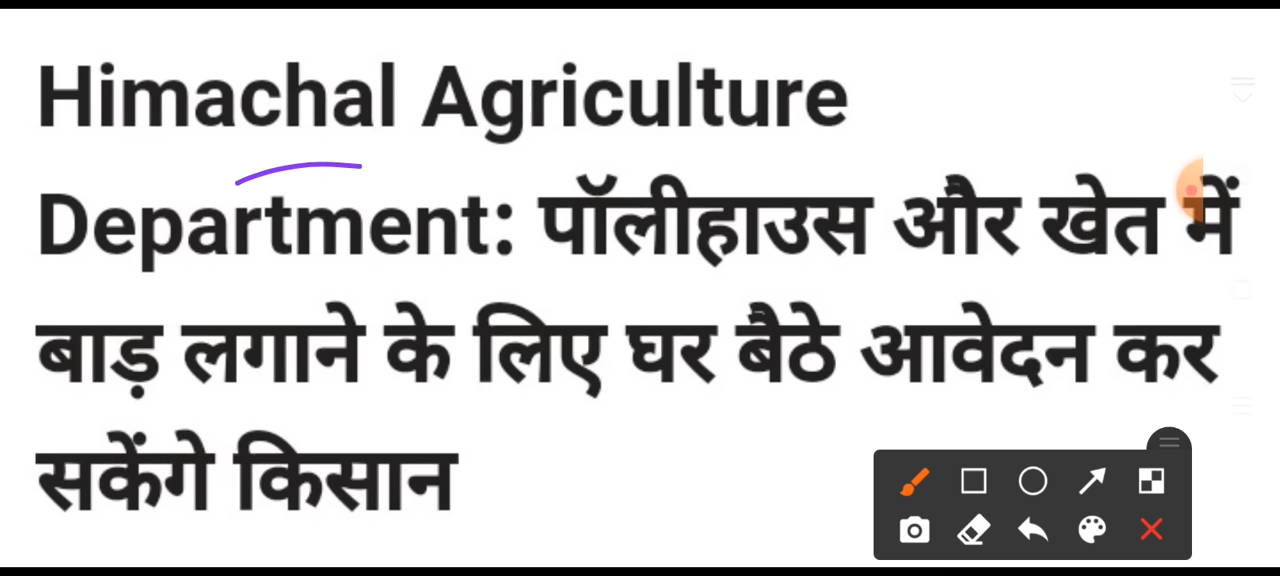 Himachal Agriculture
Department: पॉलीहाउस और खेत में
बाड़ लगाने के लिए घर बैठे आवेदन कर
सकेंगे किसान